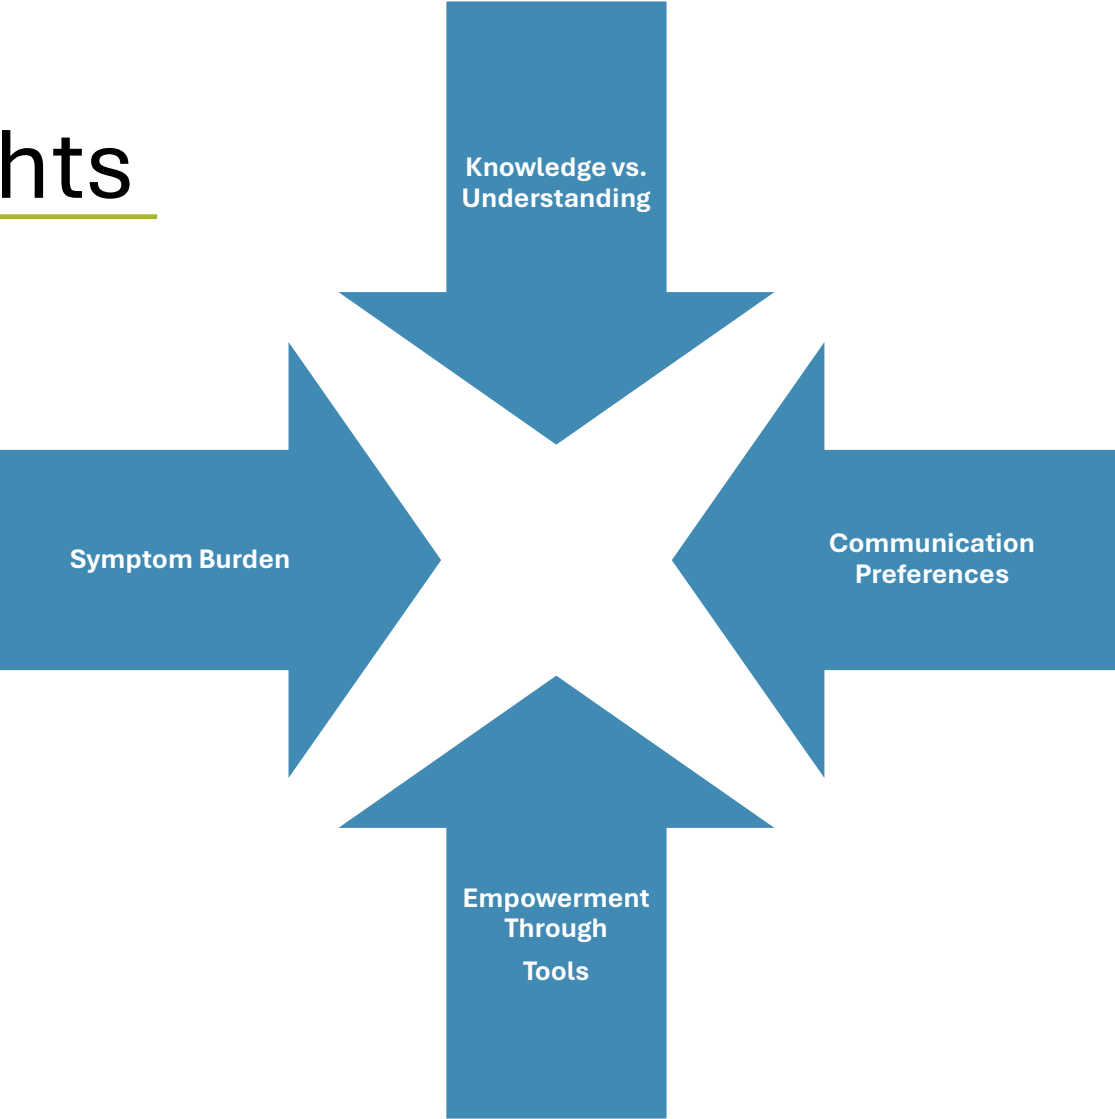 hts
Knowledge vs.
Understanding
Symptom Burden
Communication
Preferences
Empowerment
Through
Tools